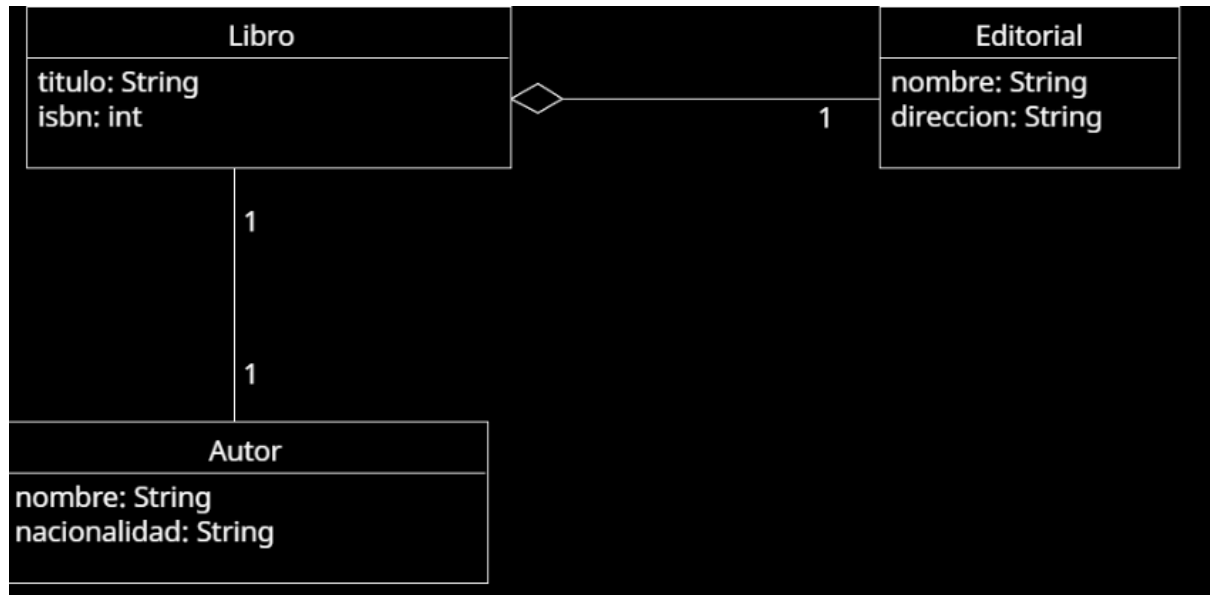 Libro
titulo: String
isbn: int
Editorial
nombre: String
direccion: String
1
1
1
Autor
nombre: String
nacionalidad: String